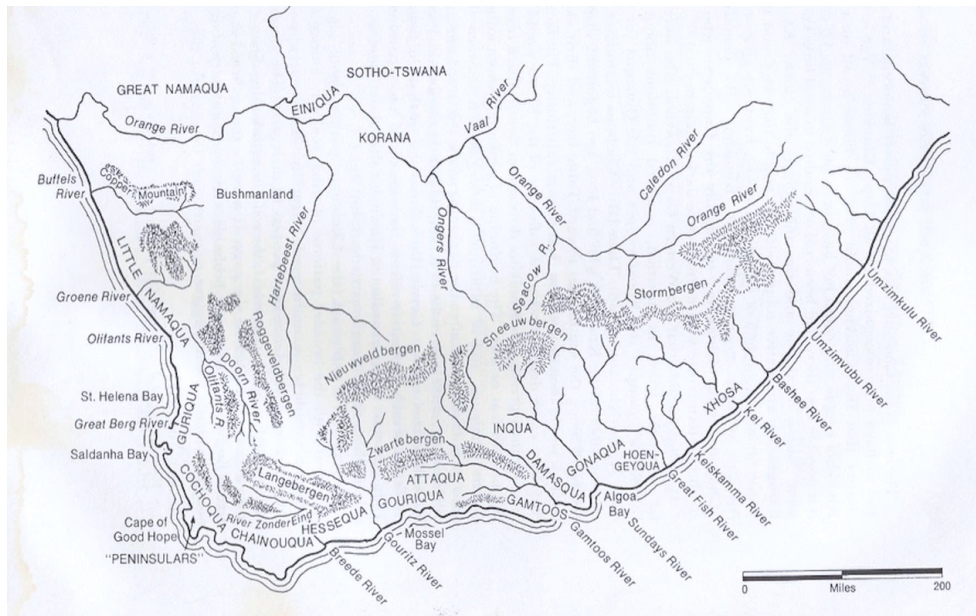 SOTHO-TSWANA
GREAT NAMAQUA
EINIQUA
Orange River
KORANA
Vaal River
Caledon River
Orange River
Orange River
Buffels
River
Copper Mountain
Bushmanland
Hartebeest River
Ongers River
Seacow R.
LITTLE
NAMAQUA
Stormbergen
Umzimkulu River
Groene River
Olifants River
Roggeveldbergen
Doorn River
Olifants R.
Sneeuwbergen
Nieuwveldbergen
Umzimvubu River
St. Helena Bay
Great Berg River
Saldanha Bay
GURIQUA
XHOSA
Bashee River
Kei River
INQUA
Zwartebergen
GONAQUA
HOEN-
GEYQUA
Keiskamma River
Great Fish River
DAMASQUA
Langebergen
ATTAQUA
GOURIQUA
GAMTOOS
Algoa
Bay
COCHOQUA
River ZonderEind
HESSEQUA
CHAINOUQUA
Cape of
Good Hope
"PENINSULARS"
Mossel
Bay
Breede River
Gouritz River
Gamtoos River
Sundays River
0 200
Miles